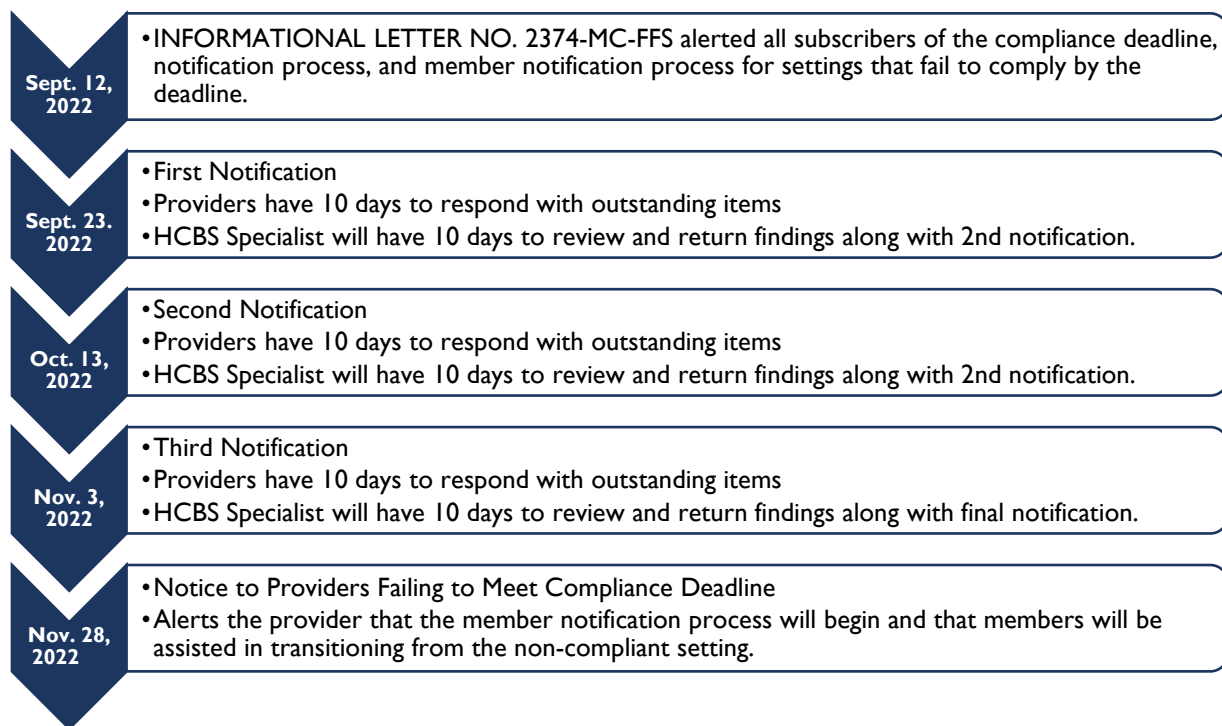 Sept. 12,
2022
•INFORMATIONAL LETTER NO. 2374-MC-FFS alerted all subscribers of the compliance deadline,
notification process, and member notification process for settings that fail to comply by the
deadline.
Sept. 23.
2022
•First Notification
•Providers have 10 days to respond with outstanding items
•HCBS Specialist will have 10 days to review and return findings along with 2nd notification.
Oct. 13,
2022
•Second Notification
•Providers have 10 days to respond with outstanding items
•HCBS Specialist will have 10 days to review and return findings along with 2nd notification.
Nov. 3,
2022
•Third Notification
•Providers have 10 days to respond with outstanding items
•HCBS Specialist will have 10 days to review and return findings along with final notification.
Nov. 28,
2022
•Notice to Providers Failing to Meet Compliance Deadline
•Alerts the provider that the member notification process will begin and that members will be
assisted in transitioning from the non-compliant setting.